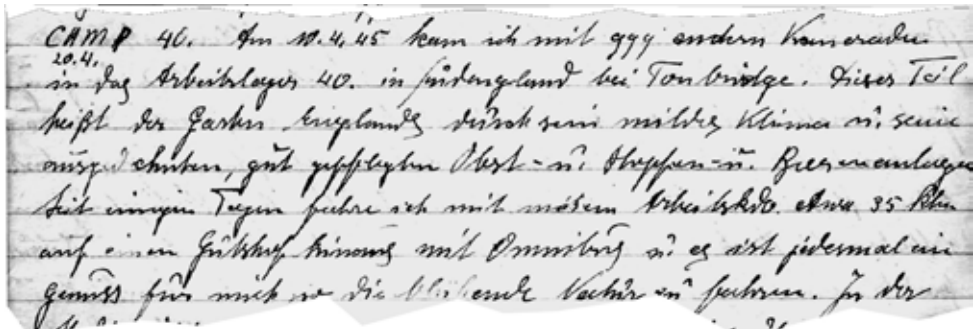 CAMP 40. Am 10.4.45 kam ich mit 999 andern Kameraden
20.4.
in das Arbeitslager 40. in Südengland bei Tonbridge. Dieser Teil
heißt der Garten Englands durch sein mildes Klima u. seine
ausgedehnten, gut gepflegten Obst- u. Hopfen- u. Beerenanlagen
Seit einigen Tagen fahre ich mit mein Arbeitskdo. etwa 35 Klm
auf einen Gutshof hinaus mit Omnibus u. es ist jedesmal ein
genuss für mich so die blühende Natur zu fahren. In der